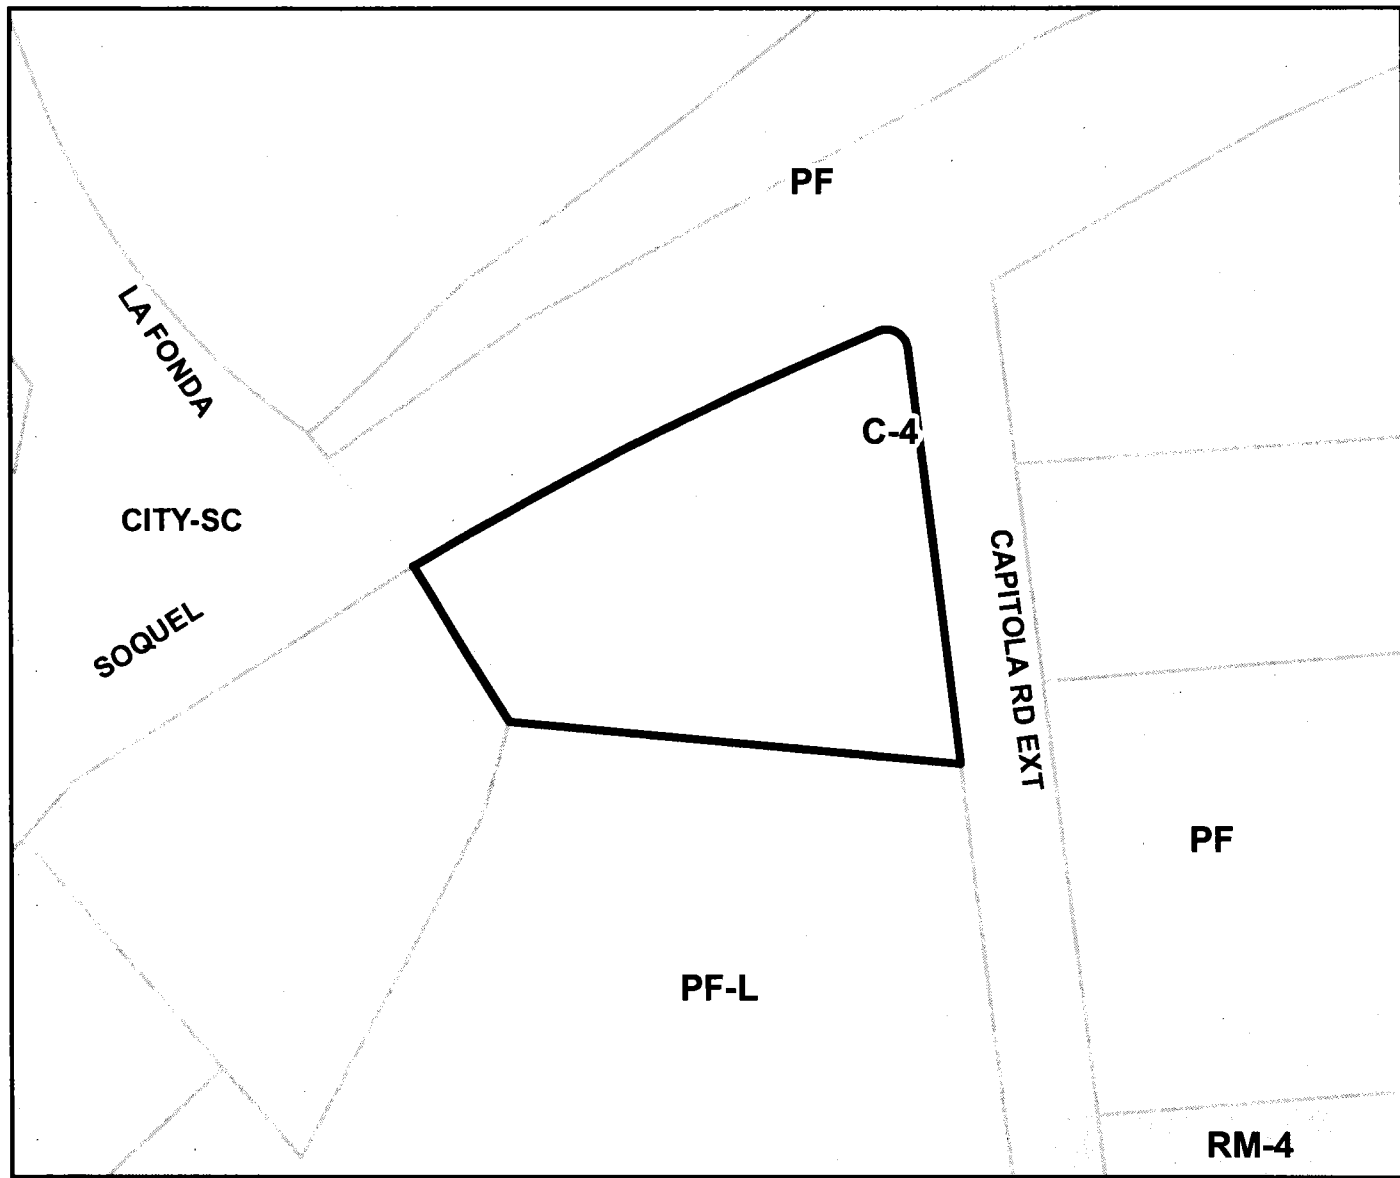 PF
LA FONDA
C-4
CITY-SC
SOQUEL
CAPITOLA RD EXT
PF
PF-L
RM-4